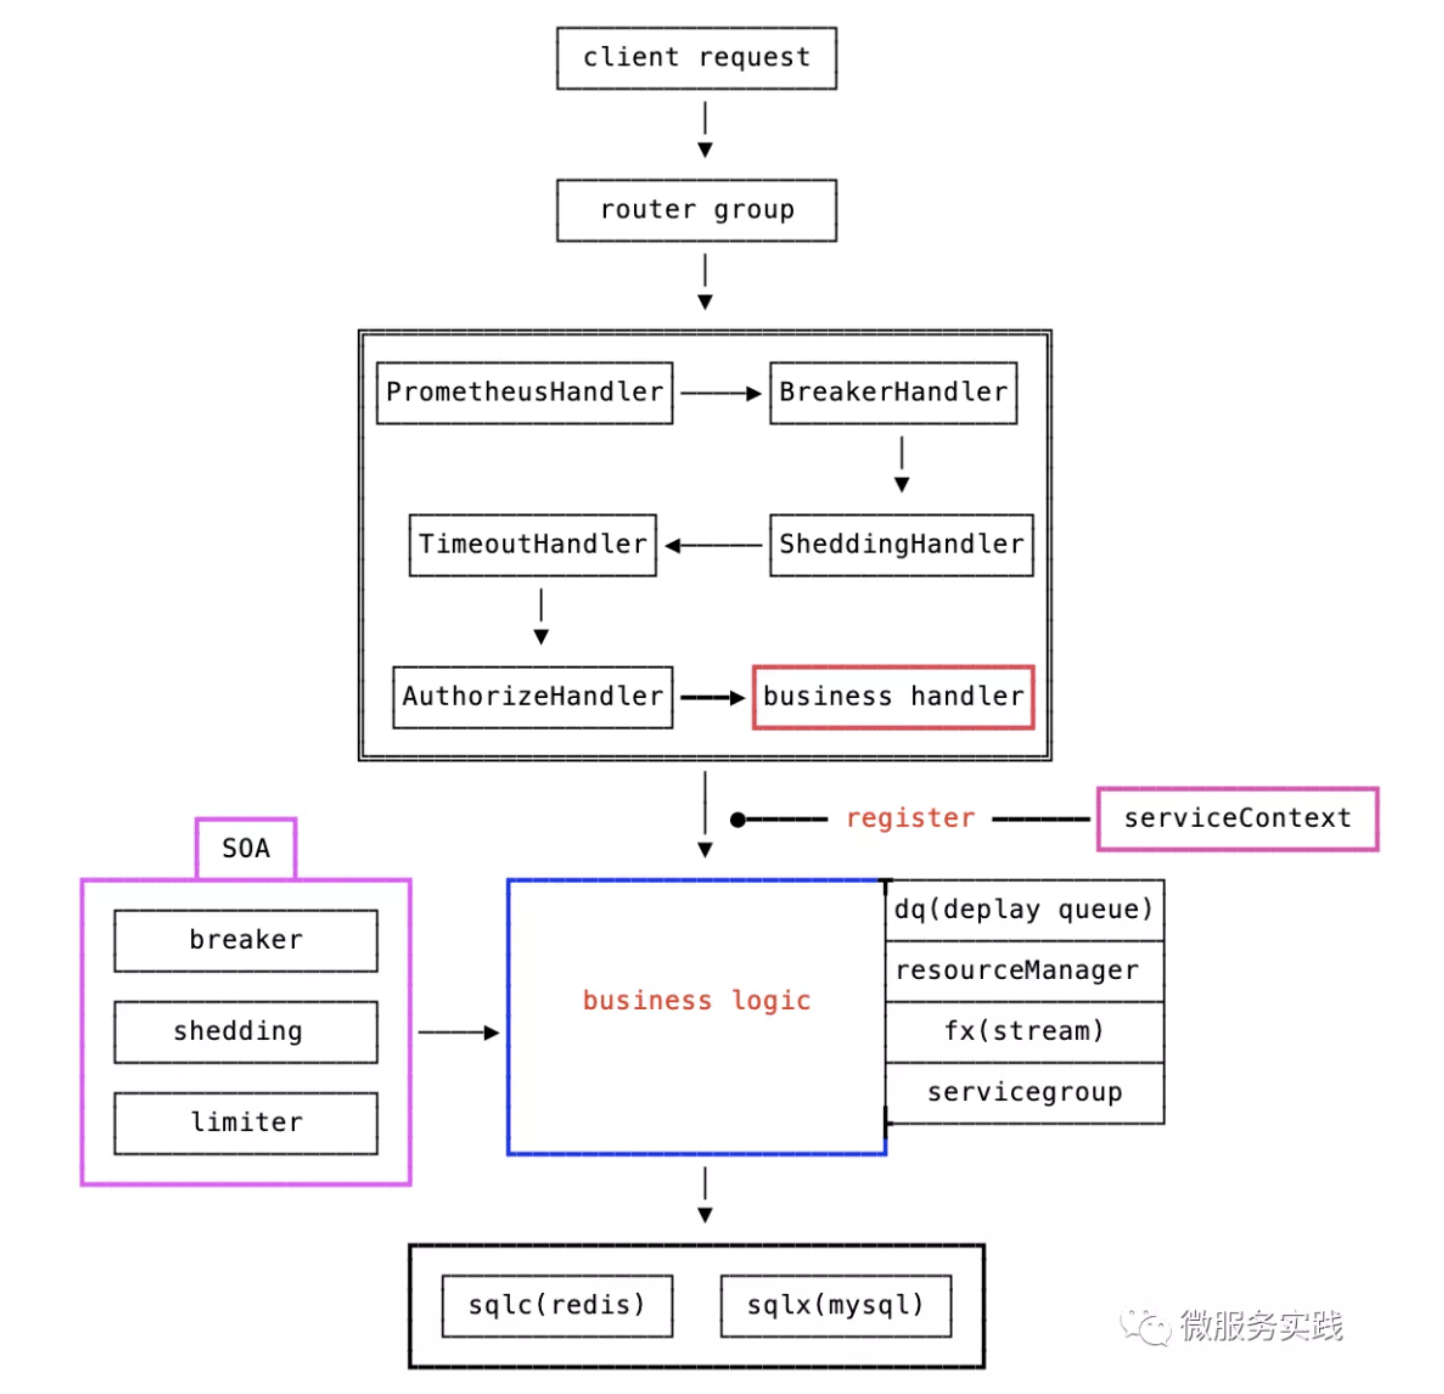 client request
router group
PrometheusHandler
BreakerHandler
SheddingHandler
TimeoutHandler
AuthorizeHandler
business handler
register
serviceContext
SOA
breaker
shedding
limiter
business logic
dq(deplay queue)
resourceManager
fx(stream)
servicegroup
sqlc(redis)
sqlx(mysql)
微服务实践